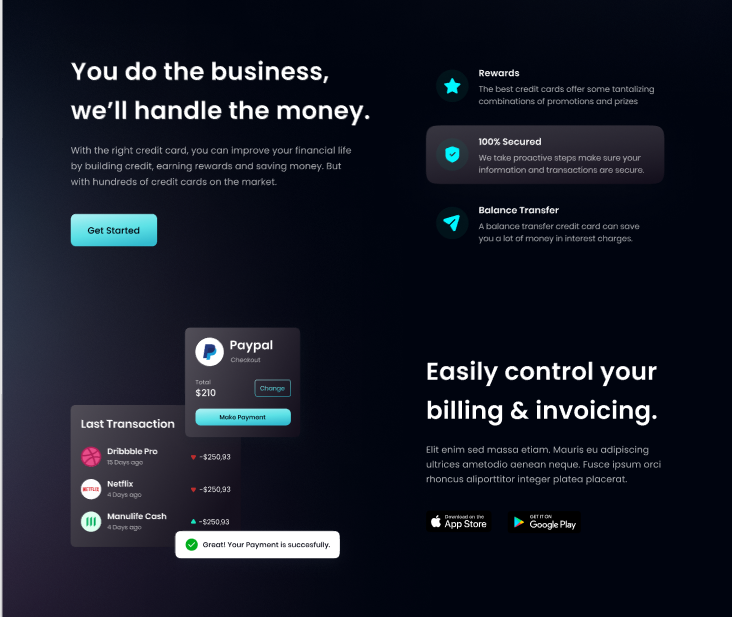 You do the business,
we'll handle the money.
With the right credit card, you can improve your financial life
by building credit, earning rewards and saving money. But
with hundreds of credit cards on the market.
Get Started
Rewards
The best credit cards offer some tantalizing
combinations of promotions and prizes
100% Secured
We take proactive steps make sure your
information and transactions are secure.
Balance Transfer
A balance transfer credit card can save
you a lot of money in interest charges.
Paypal
Checkout
Total
$210
Change
Make Payment
Last Transaction
Dribbble Pro
15 Days ago
-$250,93
NETFLIX
Netflix
4 Days ago
-$250,93
Manulife Cash
4 Days ago
-$250,93
Great! Your Payment is succesfully.
Easily control your
billing & invoicing.
Elit enim sed massa etiam. Mauris eu adipiscing
ultrices ametodio aenean neque. Fusce ipsum orci
rhoncus aliporttitor integer platea placerat.
Download on the
App Store
GET IT ON
Google Play